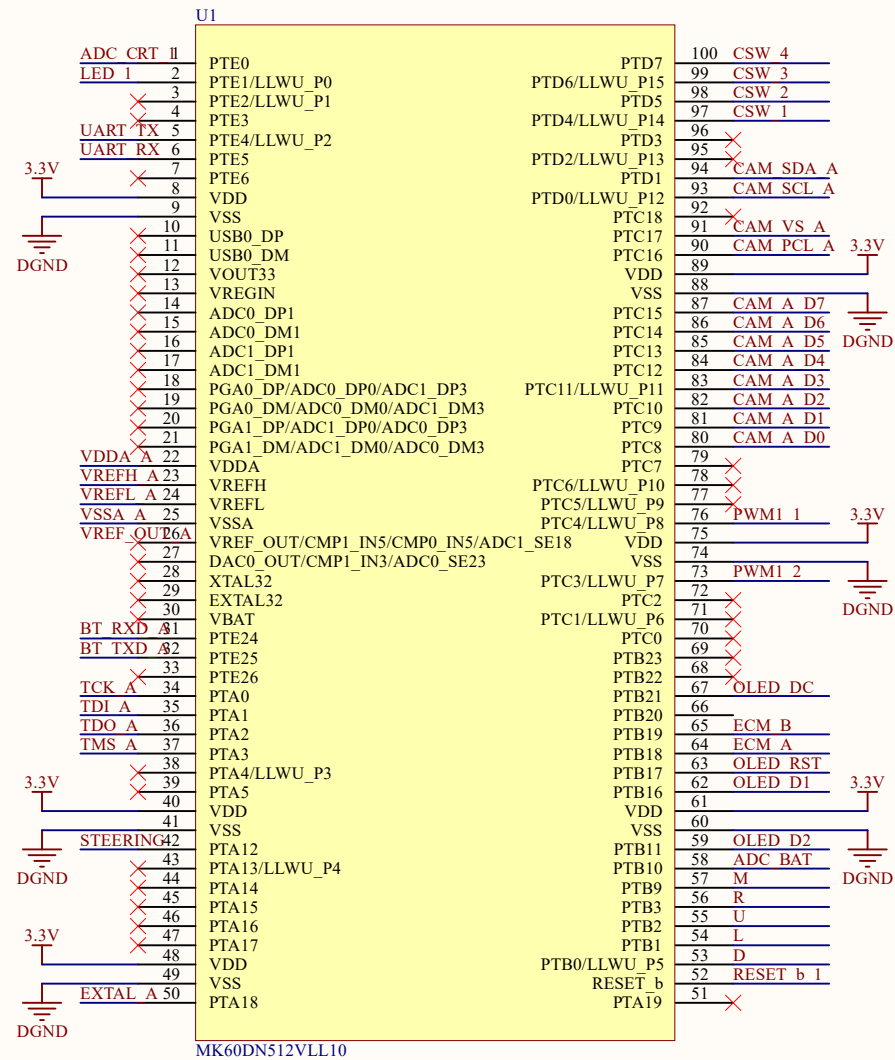 U1
ADC_CRT_1 1 PTE0 PTD7 100 CSW_4
LED_1 2 PTE1/LLWU_P0 PTD6/LLWU_P15 99 CSW_3
3 PTE2/LLWU_P1 PTD5 98 CSW_2
4 PTE3 PTD4/LLWU_P14 97 CSW_1
UART_TX 5 PTE4/LLWU_P2 PTD3 96
UART_RX 6 PTE5 PTD2/LLWU_P13 95
3.3V 7 PTE6 PTD1 94 CAM_SDA_A
8 VDD PTD0/LLWU_P12 93 CAM_SCL_A
9 VSS PTC18 92
DGND 10 USB0_DP PTC17 91 CAM_VS_A
11 USB0_DM PTC16 90 CAM_PCL_A 3.3V
12 VOUT33 VDD 89
13 VREGIN VSS 88
14 ADC0_DP1 PTC15 87 CAM_A_D7
15 ADC0_DM1 PTC14 86 CAM_A_D6 DGND
16 ADC1_DP1 PTC13 85 CAM_A_D5
17 ADC1_DM1 PTC12 84 CAM_A_D4
18 PGA0_DP/ADC0_DP0/ADC1_DP3 PTC11/LLWU_P11 83 CAM_A_D3
19 PGA0_DM/ADC0_DM0/ADC1_DM3 PTC10 82 CAM_A_D2
20 PGA1_DP/ADC1_DP0/ADC0_DP3 PTC9 81 CAM_A_D1
21 PGA1_DM/ADC1_DM0/ADC0_DM3 PTC8 80 CAM_A_D0
VDDA_A 22 VDDA PTC7 79
VREFH_A 23 VREFH PTC6/LLWU_P10 78
VREFL_A 24 VREFL PTC5/LLWU_P9 77
VSSA_A 25 VSSA PTC4/LLWU_P8 76 PWM1_1 3.3V
VREF_OUT_A 26 VREF_OUT/CMP1_IN5/CMP0_IN5/ADC1_SE18 VDD 75
27 DAC0_OUT/CMP1_IN3/ADC0_SE23 VSS 74
28 XTAL32 PTC3/LLWU_P7 73 PWM1_2
29 EXTAL32 PTC2 72 DGND
30 VBAT PTC1/LLWU_P6 71
BT_RXD_A 31 PTE24 PTC0 70
BT_TXD_A 32 PTE25 PTB23 69
33 PTE26 PTB22 68
TCK_A 34 PTA0 PTB21 67 OLED_DC
TDI_A 35 PTA1 PTB20 66
TDO_A 36 PTA2 PTB19 65 ECM_B
TMS_A 37 PTA3 PTB18 64 ECM_A
38 PTA4/LLWU_P3 PTB17 63 OLED_RST
3.3V 39 PTA5 PTB16 62 OLED_D1 3.3V
40 VDD VDD 61
41 VSS VSS 60
STEERING 42 PTA12 PTB11 59 OLED_D2
DGND 43 PTA13/LLWU_P4 PTB10 58 ADC_BAT DGND
44 PTA14 PTB9 57 M
45 PTA15 PTB3 56 R
46 PTA16 PTB2 55 U
3.3V 47 PTA17 PTB1 54 L
48 VDD PTB0/LLWU_P5 53 D
49 VSS RESET_b 52 RESET_b_1
EXTAL_A 50 PTA18 PTA19 51
DGND
MK60DN512VLL10